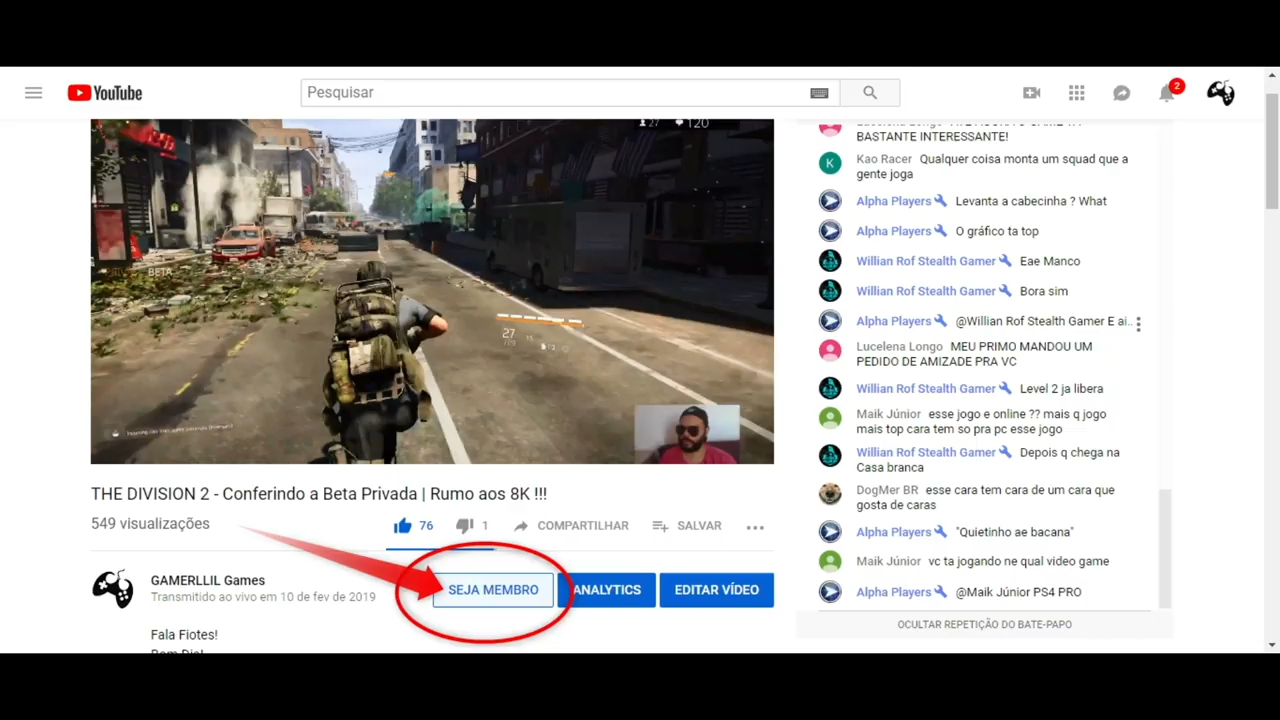 YouTube
Pesquisar
2
27
120
BETA
27
THE DIVISION 2 - Conferindo a Beta Privada | Rumo aos 8K !!!
549 visualizações
76
1
COMPARTILHAR
SALVAR
GAMERLLIL Games
Transmitido ao vivo em 10 de fev de 2019
SEJA MEMBRO
ANALYTICS
EDITAR VÍDEO
Fala Fiotes!
BASTANTE INTERESSANTE!
K
Kao Racer Qualquer coisa monta um squad que a
gente joga
Alpha Players Levanta a cabecinha ? What
Alpha Players O gráfico ta top
Willian Rof Stealth Gamer Eae Manco
Willian Rof Stealth Gamer Bora sim
Alpha Players @Willian Rof Stealth Gamer E ai..
Lucelena Longo MEU PRIMO MANDOU UM
PEDIDO DE AMIZADE PRA VC
Willian Rof Stealth Gamer Level 2 ja libera
Maik Júnior esse jogo e online ?? mais q jogo
mais top cara tem so pra pc esse jogo
Willian Rof Stealth Gamer Depois q chega na
Casa branca
DogMer BR esse cara tem cara de um cara que
gosta de caras
Alpha Players "Quietinho ae bacana"
Maik Júnior vc ta jogando ne qual video game
Alpha Players @Maik Júnior PS4 PRO
OCULTAR REPETIÇÃO DO BATE-PAPO